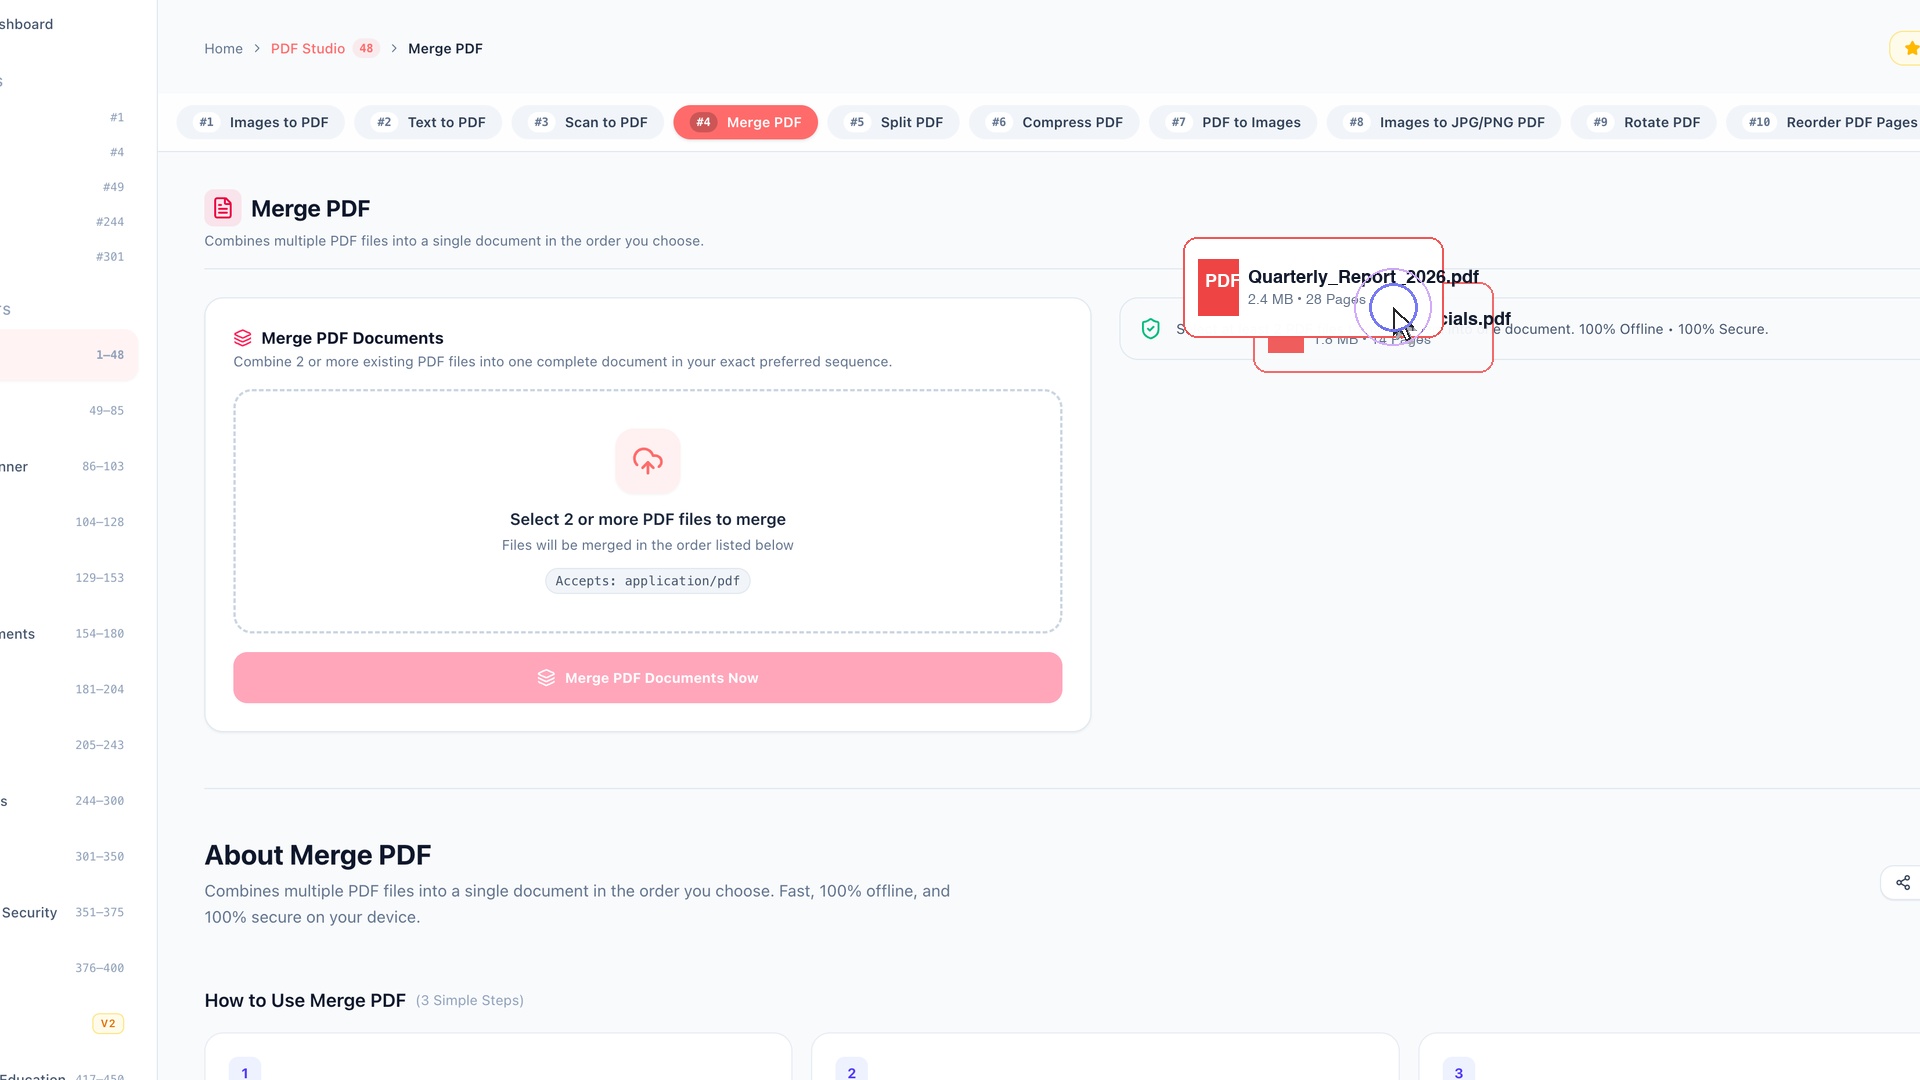 shboard
S
#1
#4
#49
#244
#301
TS
1–48
49–85
nner 86–103
104–128
129–153
ments 154–180
181–204
205–243
s 244–300
301–350
Security 351–375
376–400
V2
Education 417–450
Home > PDF Studio 48 > Merge PDF
#1 Images to PDF #2 Text to PDF #3 Scan to PDF #4 Merge PDF #5 Split PDF #6 Compress PDF #7 PDF to Images #8 Images to JPG/PNG PDF #9 Rotate PDF #10 Reorder PDF Pages
Merge PDF
Combines multiple PDF files into a single document in the order you choose.
Merge PDF Documents
Combine 2 or more existing PDF files into one complete document in your exact preferred sequence.
Select 2 or more PDF files to merge
Files will be merged in the order listed below
Accepts: application/pdf
Merge PDF Documents Now
PDF Quarterly_Report_2026.pdf
2.4 MB • 28 Pages
cials.pdf
S document. 100% Offline • 100% Secure.
1.8 MB • 14 Pages
About Merge PDF
Combines multiple PDF files into a single document in the order you choose. Fast, 100% offline, and
100% secure on your device.
How to Use Merge PDF (3 Simple Steps)
1
2
3